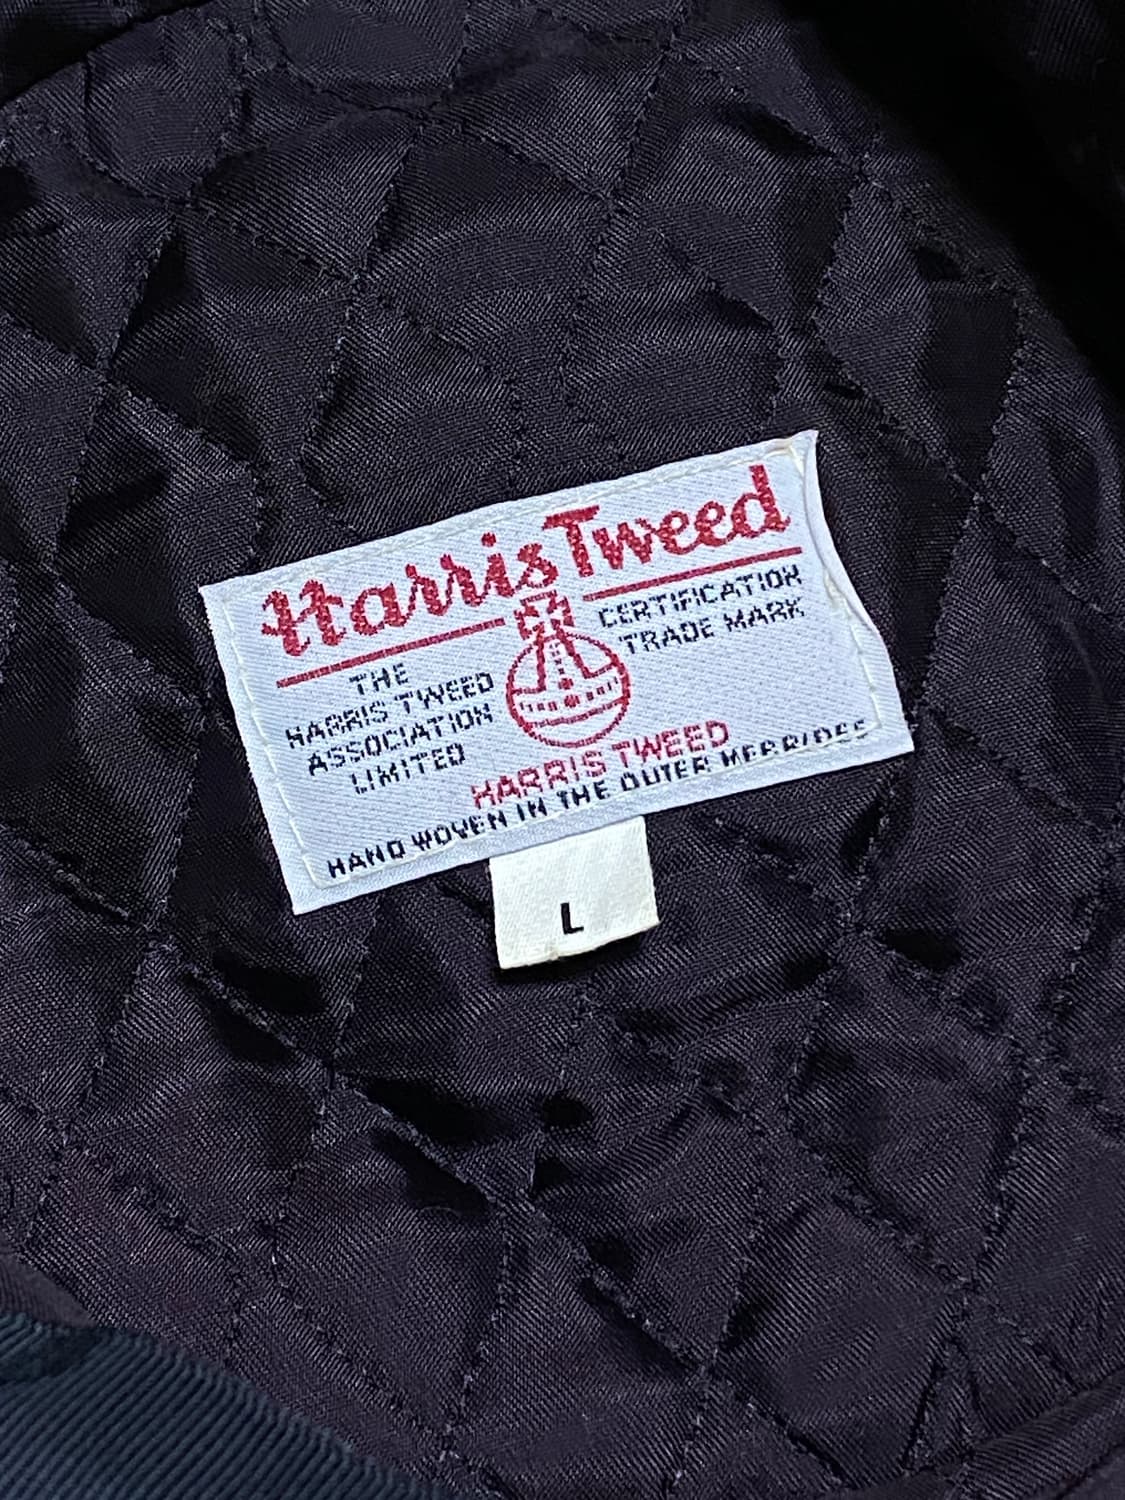 Harris Tweed
THE
HARRIS TWEED
ASSOCIATION
LIMITED
CERTIFICATION
TRADE MARK
HARRIS TWEED
HAND WOVEN IN THE OUTER HEBRIDES
L